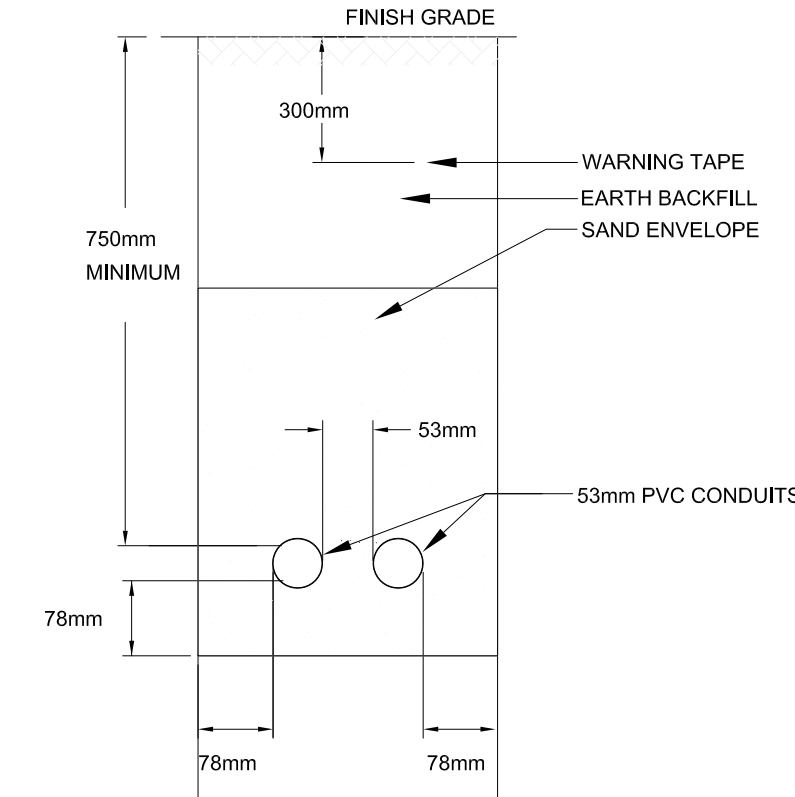 FINISH GRADE
300mm
WARNING TAPE
EARTH BACKFILL
SAND ENVELOPE
750mm
MINIMUM
53mm
53mm PVC CONDUITS
78mm
78mm
78mm